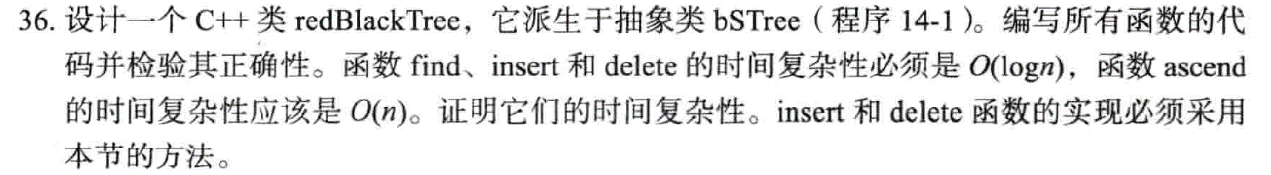 36. 设计一个 C++ 类 redBlackTree，它派生于抽象类 bSTree（程序 14-1）。编写所有函数的代
码并检验其正确性。函数 find、insert 和 delete 的时间复杂性必须是 O(logn)，函数 ascend
的时间复杂性应该是 O(n)。证明它们的时间复杂性。insert 和 delete 函数的实现必须采用
本节的方法。